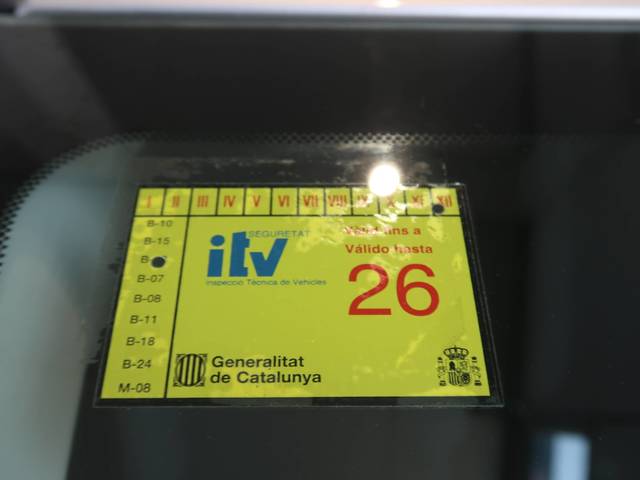 I II III IV V VI VII VIII IX X XI XII
B-10
B-15
B-07
B-08
B-11
B-18
B-24
M-08
SEGURETAT
itv
Inspecció Tècnica de Vehicles
Vàlid fins a
Válido hasta
26
Generalitat
de Catalunya